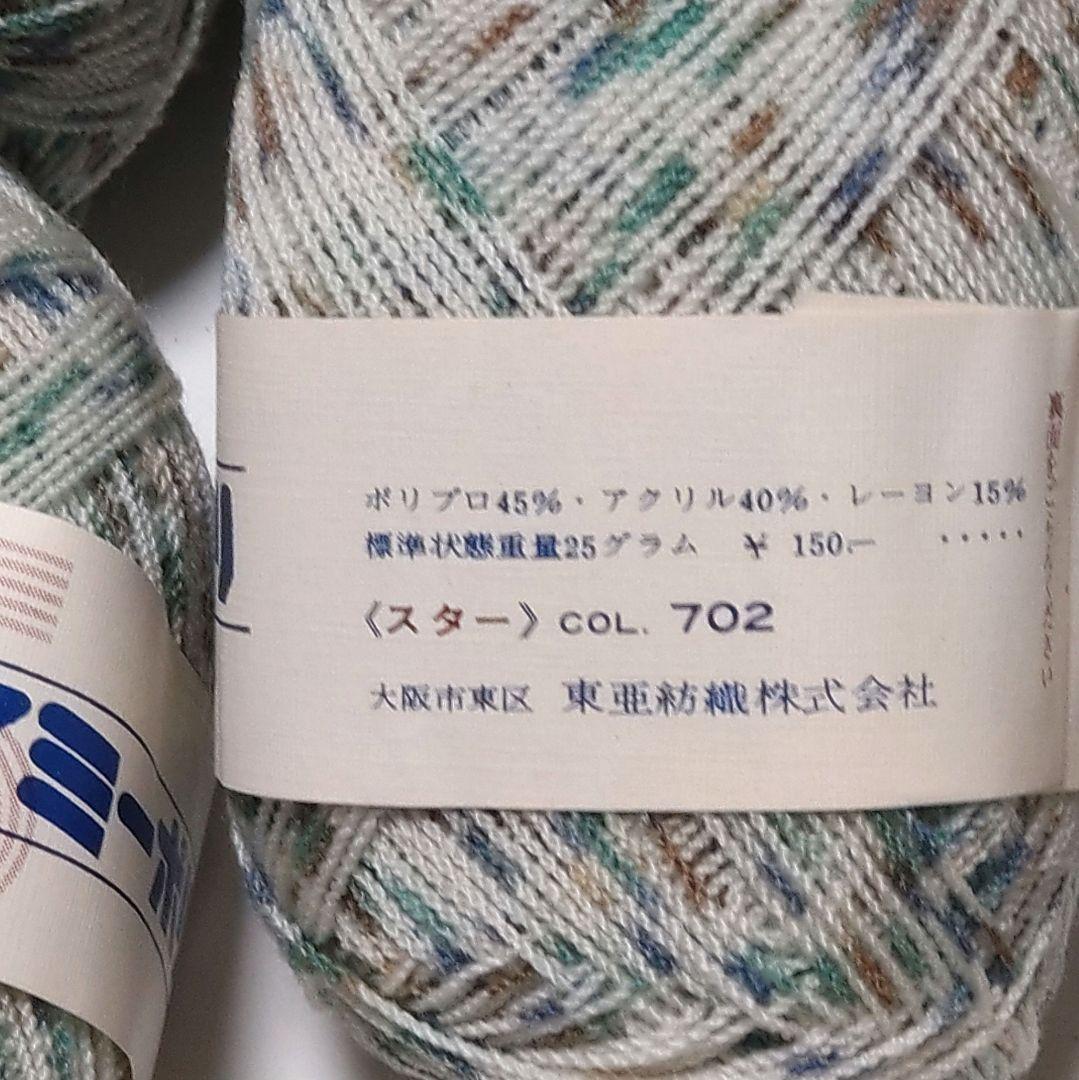 ポリプロ45%・アクリル40%・レーヨン15%
標準状態重量25グラム ¥ 150.— ・・・・・
《スター》COL. 702
大阪市東区 東亜紡織株式会社